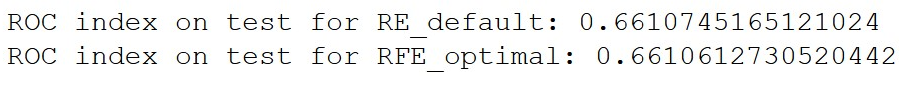 ROC index on test for RE_default: 0.6610745165121024
ROC index on test for RFE_optimal: 0.6610612730520442